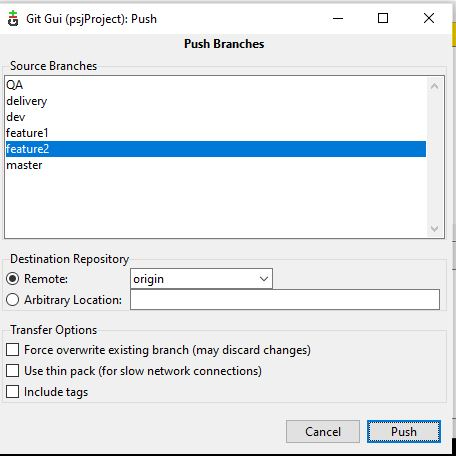 Git Gui (psjProject): Push
Push Branches
Source Branches
QA
delivery
dev
feature1
feature2
master
Destination Repository
Remote: origin
Arbitrary Location:
Transfer Options
Force overwrite existing branch (may discard changes)
Use thin pack (for slow network connections)
Include tags
Cancel Push